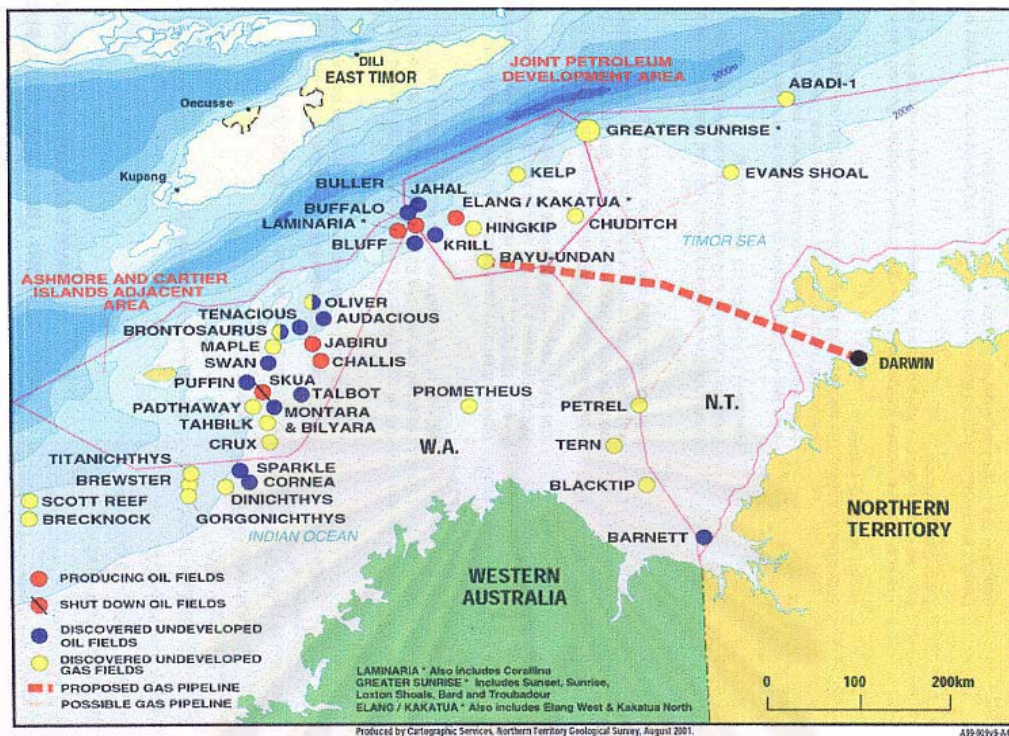 DILI
EAST TIMOR
JOINT PETROLEUM
DEVELOPMENT AREA
2000m
ABADI-1
200m
Oecusse
GREATER SUNRISE *
Kupang
KELP
EVANS SHOAL
BULLER
JAHAL
BUFFALO
ELANG / KAKATUA *
LAMINARIA *
HINGKIP
CHUDITCH
BLUFF
KRILL
TIMOR SEA
BAYU-UNDAN
ASHMORE AND CARTIER
ISLANDS ADJACENT
AREA
OLIVER
TENACIOUS
AUDACIOUS
BRONTOSAURUS
MAPLE
JABIRU
SWAN
CHALLIS
DARWIN
PUFFIN
SKUA
TALBOT
PROMETHEUS
PADTHAWAY
MONTARA
& BILYARA
PETREL
N.T.
TAHBILK
CRUX
W.A.
TERN
TITANICHTHYS
SPARKLE
BREWSTER
CORNEA
BLACKTIP
SCOTT REEF
DINICHTHYS
BRECKNOCK
GORGONICHTHYS
NORTHERN
TERRITORY
INDIAN OCEAN
BARNETT
WESTERN
AUSTRALIA
PRODUCING OIL FIELDS
SHUT DOWN OIL FIELDS
DISCOVERED UNDEVELOPED
OIL FIELDS
DISCOVERED UNDEVELOPED
GAS FIELDS
PROPOSED GAS PIPELINE
POSSIBLE GAS PIPELINE
LAMINARIA * Also includes Corallina
GREATER SUNRISE * Includes Sunset, Sunrise,
Loxton Shoals, Bard and Troubadour
ELANG / KAKATUA * Also includes Elang West & Kakatua North
0 100 200km
Produced by Cartographic Services, Northern Territory Geological Survey, August 2001.